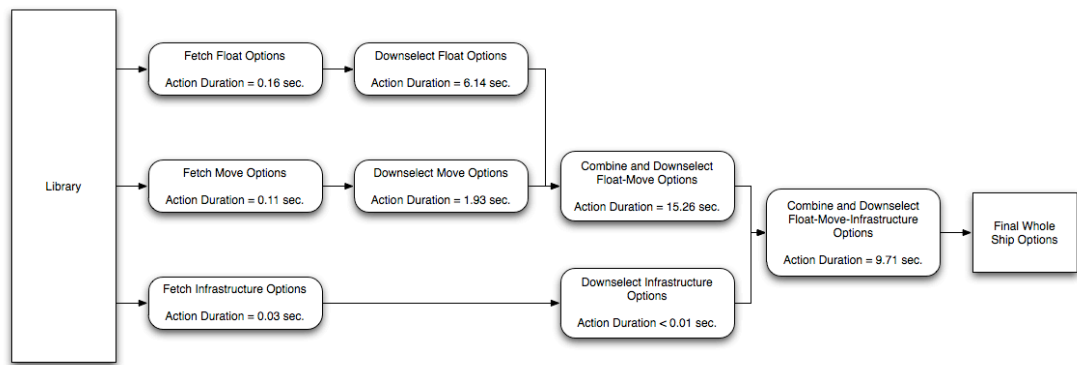 Library
Fetch Float Options
Action Duration = 0.16 sec.
Downselect Float Options
Action Duration = 6.14 sec.
Fetch Move Options
Action Duration = 0.11 sec.
Downselect Move Options
Action Duration = 1.93 sec.
Combine and Downselect
Float-Move Options
Action Duration = 15.26 sec.
Fetch Infrastructure Options
Action Duration = 0.03 sec.
Downselect Infrastructure
Options
Action Duration < 0.01 sec.
Combine and Downselect
Float-Move-Infrastructure
Options
Action Duration = 9.71 sec.
Final Whole
Ship Options